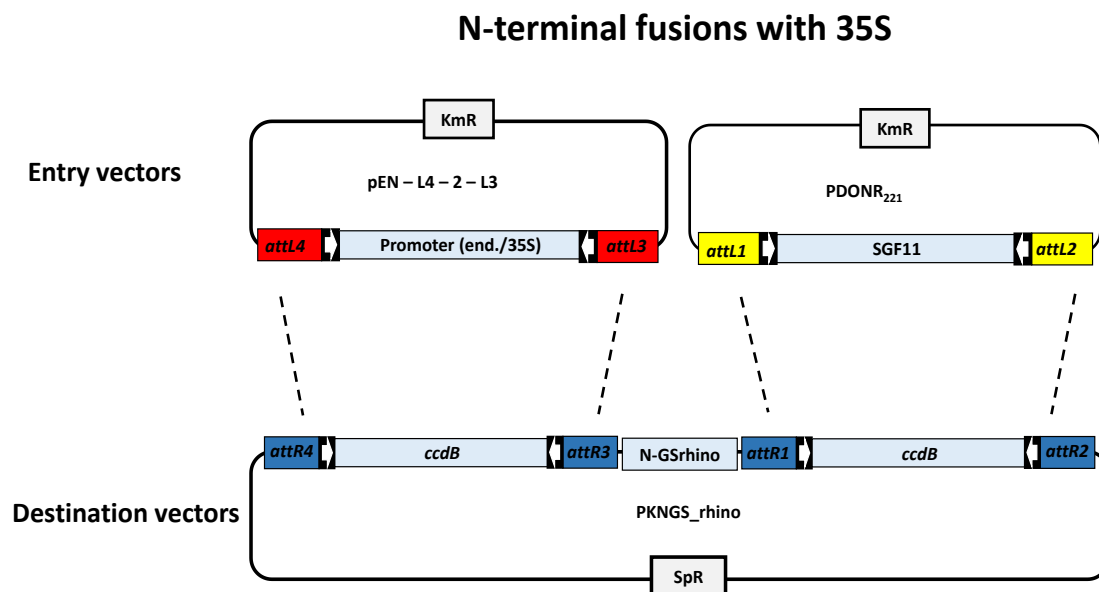 N-terminal fusions with 35S
KmR
KmR
Entry vectors
pEN – L4 – 2 – L3
PDONR221
attL4
Promoter (end./35S)
attL3
attL1
SGF11
attL2
attR4
ccdB
attR3
N-GSrhino
attR1
ccdB
attR2
Destination vectors
PKNGS_rhino
SpR